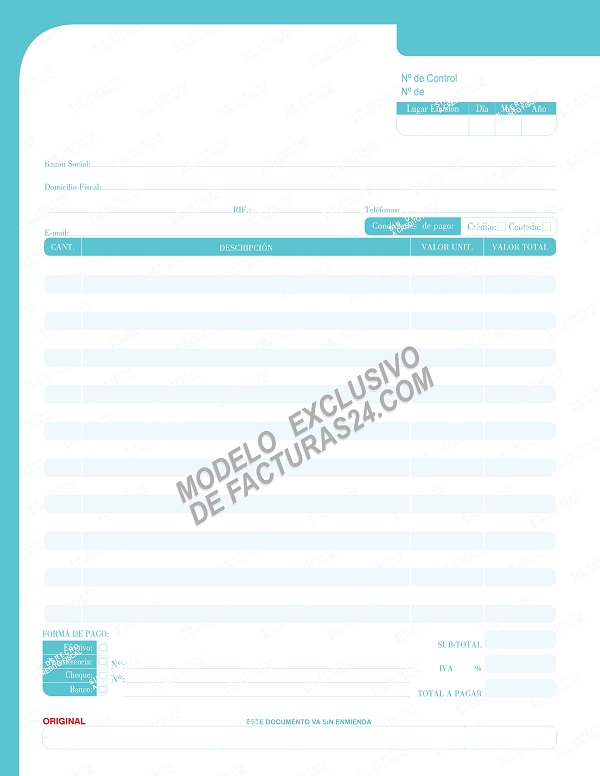 Nº de Control
Nº de
Lugar Emisión Día Mes Año
Razón Social:
Domicilio Fiscal:
RIF.: Teléfonos:
E-mail:
Condiciones de pago: Crédito: Contado:
CANT. DESCRIPCIÓN VALOR UNIT. VALOR TOTAL
MODELO EXCLUSIVO
DE FACTURAS24.COM
FORMA DE PAGO:
Efectivo:
SUB-TOTAL
Nº:
IVA %
Cheque: Nº:
Banco:
TOTAL A PAGAR
ORIGINAL ESTE DOCUMENTO VA SIN ENMIENDA